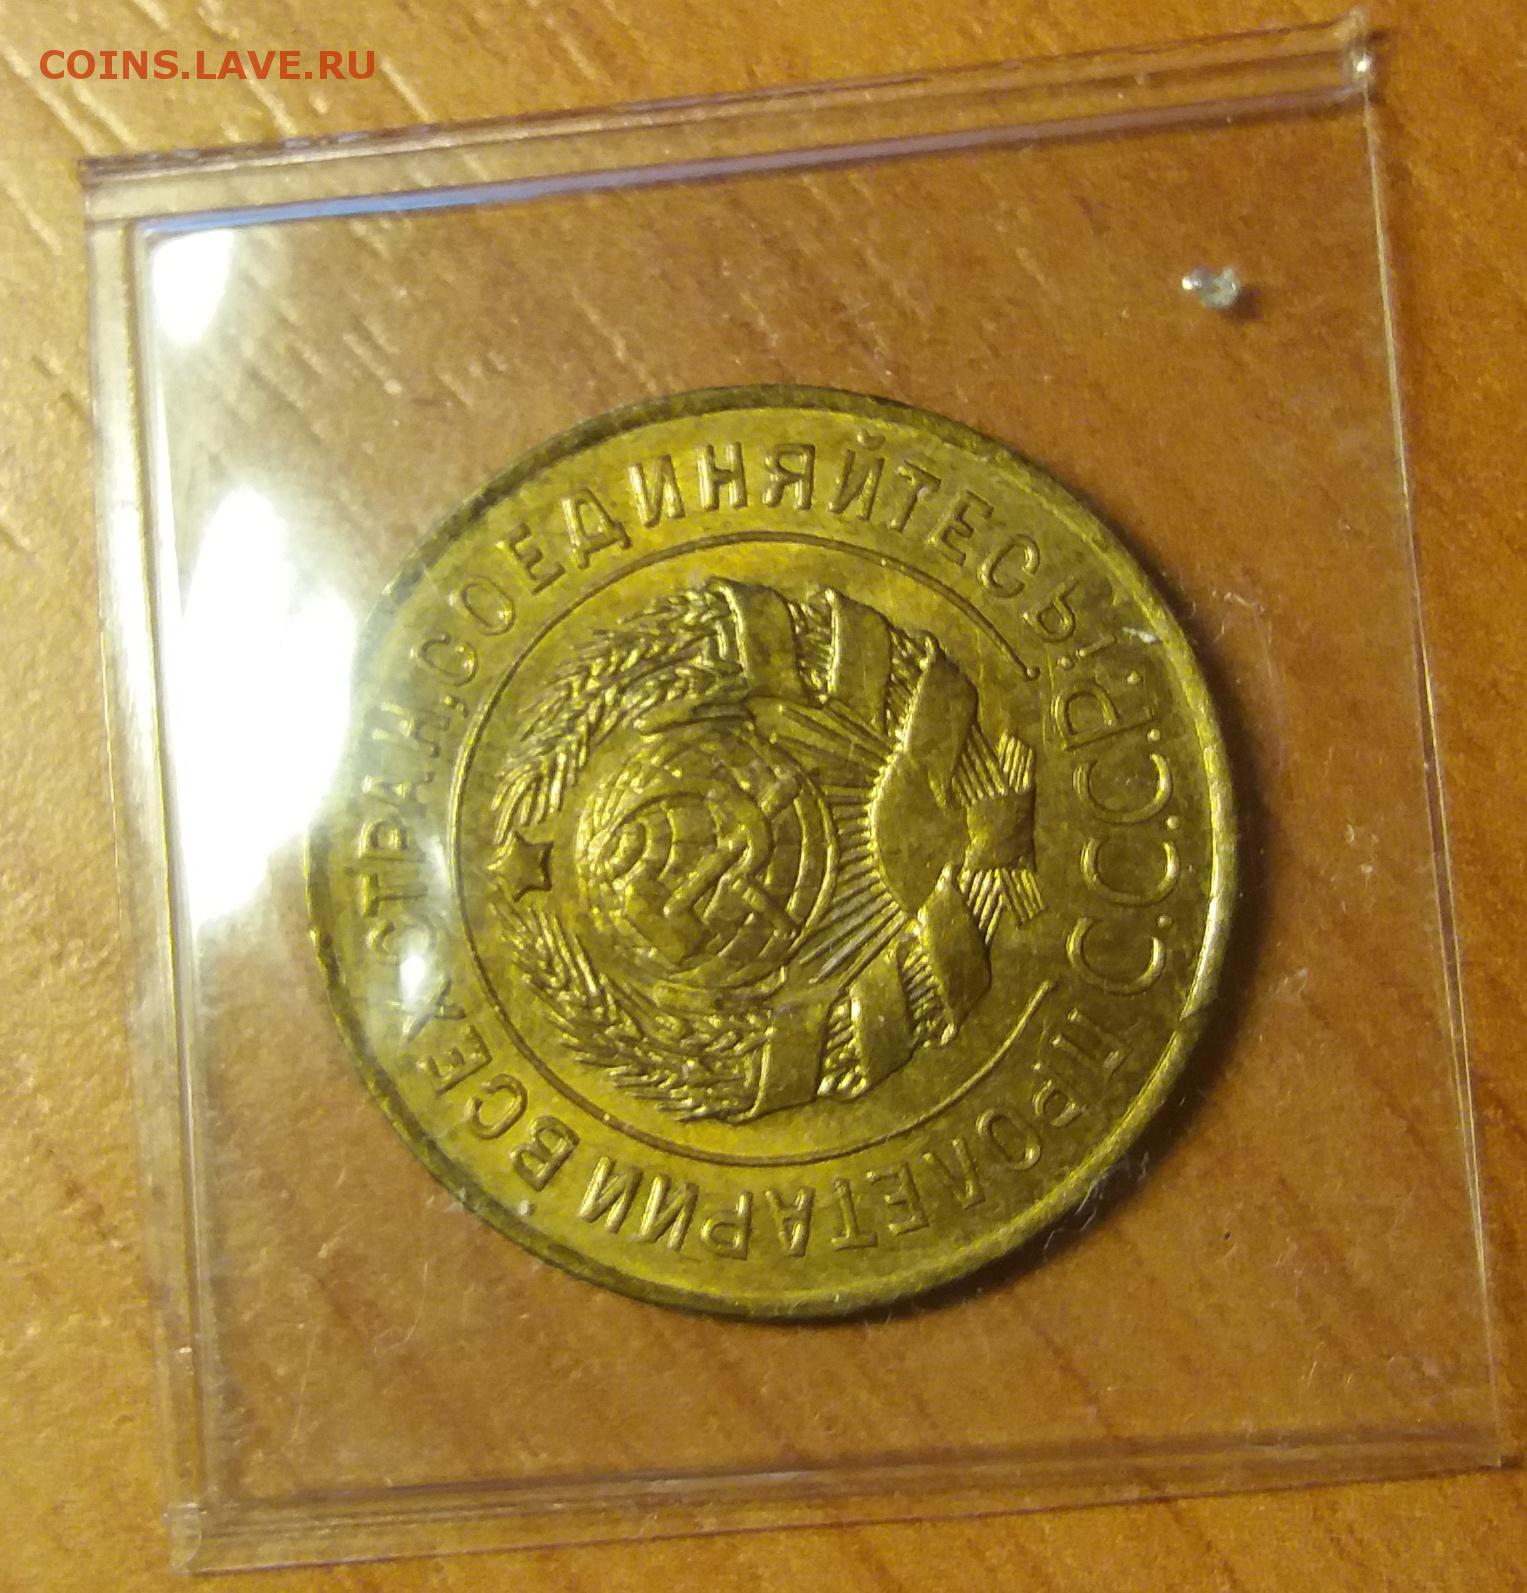 COINS.LAVE.RU
ПРОЛЕТАРИИ ВСЕХ СТРАН, СОЕДИНЯЙТЕСЬ!
С.С.С.Р.